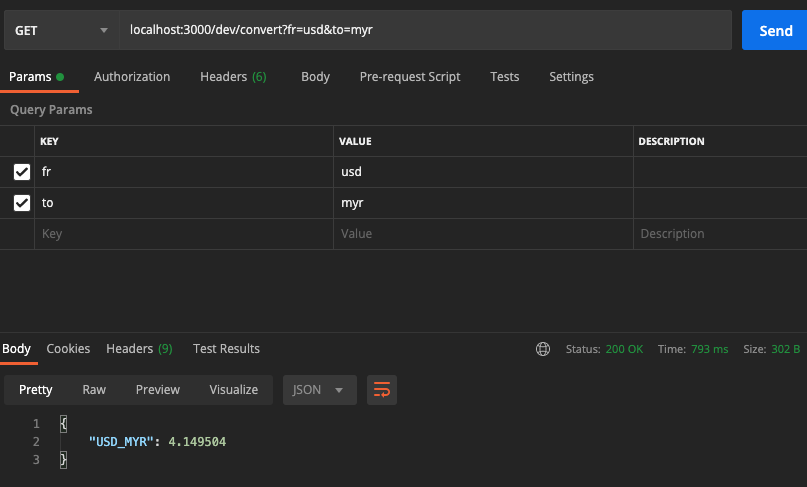 GET localhost:3000/dev/convert?fr=usd&to=myr Send
Params Authorization Headers (6) Body Pre-request Script Tests Settings
Query Params
KEY VALUE DESCRIPTION
fr usd
to myr
Key Value Description
Body Cookies Headers (9) Test Results Status: 200 OK Time: 793 ms Size: 302 B
Pretty Raw Preview Visualize JSON
1 {
2 "USD_MYR": 4.149504
3 }